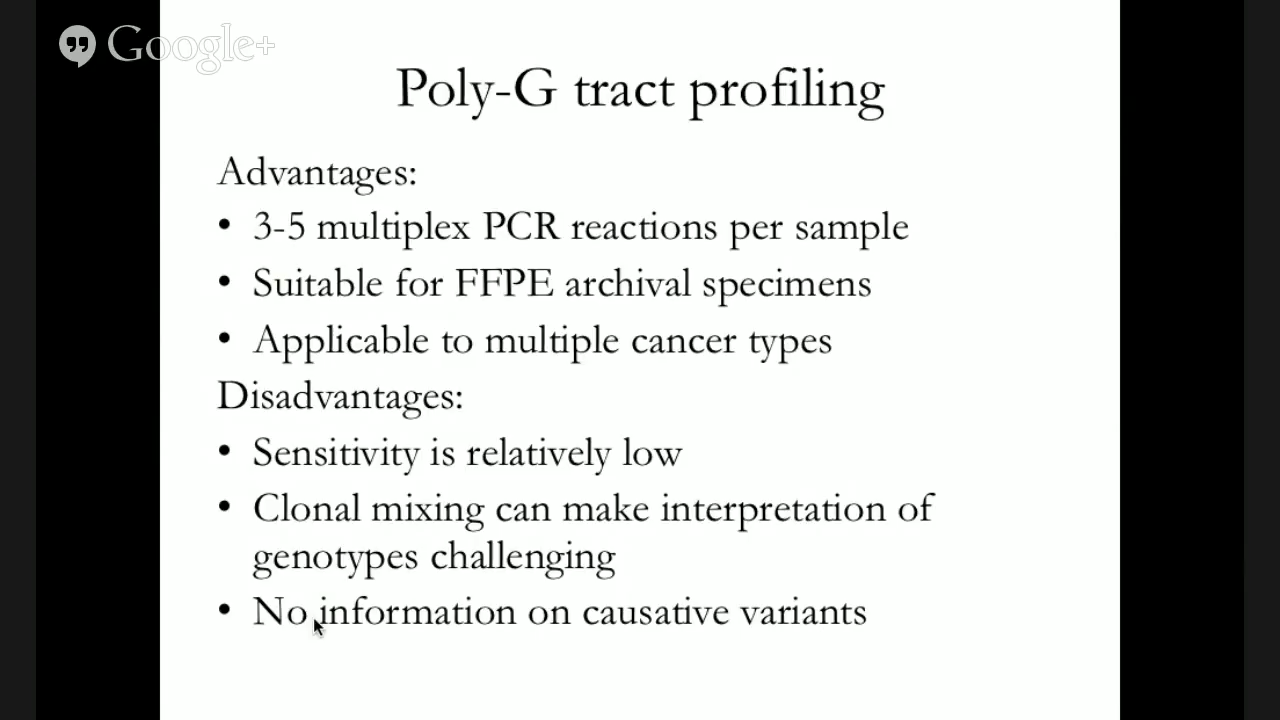 Google+
Poly-G tract profiling
Advantages:
• 3-5 multiplex PCR reactions per sample
• Suitable for FFPE archival specimens
• Applicable to multiple cancer types
Disadvantages:
• Sensitivity is relatively low
• Clonal mixing can make interpretation of
genotypes challenging
• No information on causative variants